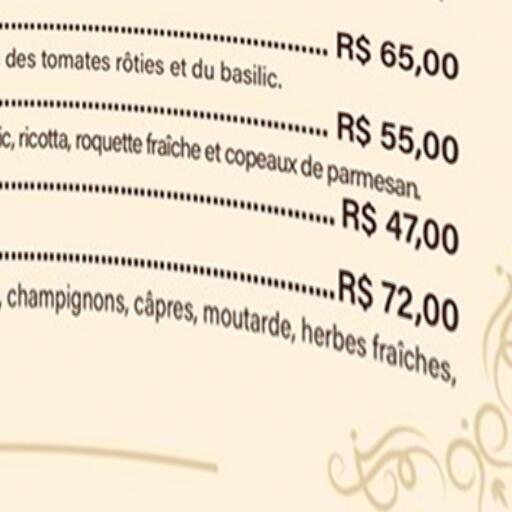 ........................................ R$ 65,00
des tomates rôties et du basilic.
........................................ R$ 55,00
ic, ricotta, roquette fraîche et copeaux de parmesan.
........................................ R$ 47,00
........................................ R$ 72,00
, champignons, câpres, moutarde, herbes fraîches,